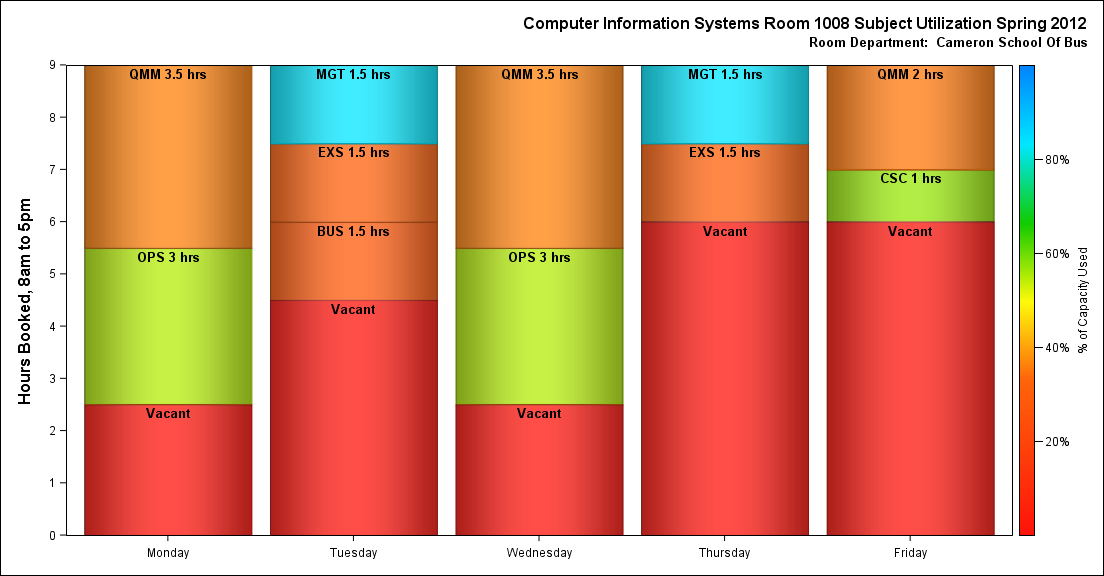 Computer Information Systems Room 1008 Subject Utilization Spring 2012
Room Department:  Cameron School Of Bus
Hours Booked, 8am to 5pm
9
8
7
6
5
4
3
2
1
0
QMM 3.5 hrs
OPS 3 hrs
Vacant
MGT 1.5 hrs
EXS 1.5 hrs
BUS 1.5 hrs
Vacant
QMM 3.5 hrs
OPS 3 hrs
Vacant
MGT 1.5 hrs
EXS 1.5 hrs
Vacant
QMM 2 hrs
CSC 1 hrs
Vacant
Monday
Tuesday
Wednesday
Thursday
Friday
80%
60%
40%
20%
% of Capacity Used